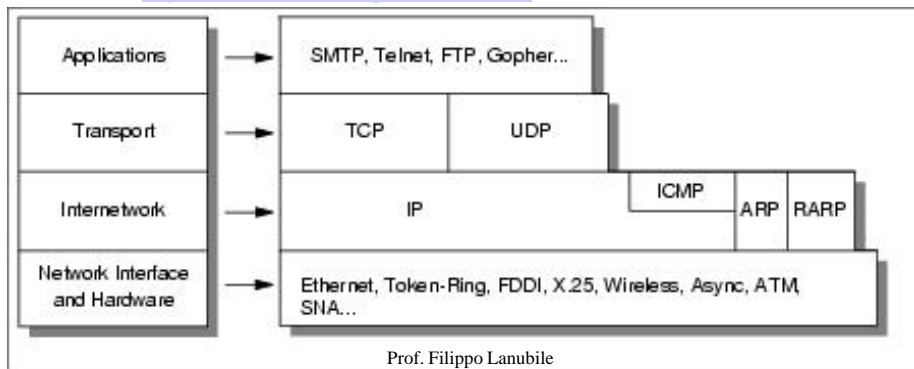 Applications
SMTP, Telnet, FTP, Gopher...
Transport
TCP
UDP
Internetwork
IP
ICMP
ARP
RARP
Network Interface
and Hardware
Ethernet, Token-Ring, FDDI, X.25, Wireless, Async, ATM,
SNA...
Prof. Filippo Lanubile